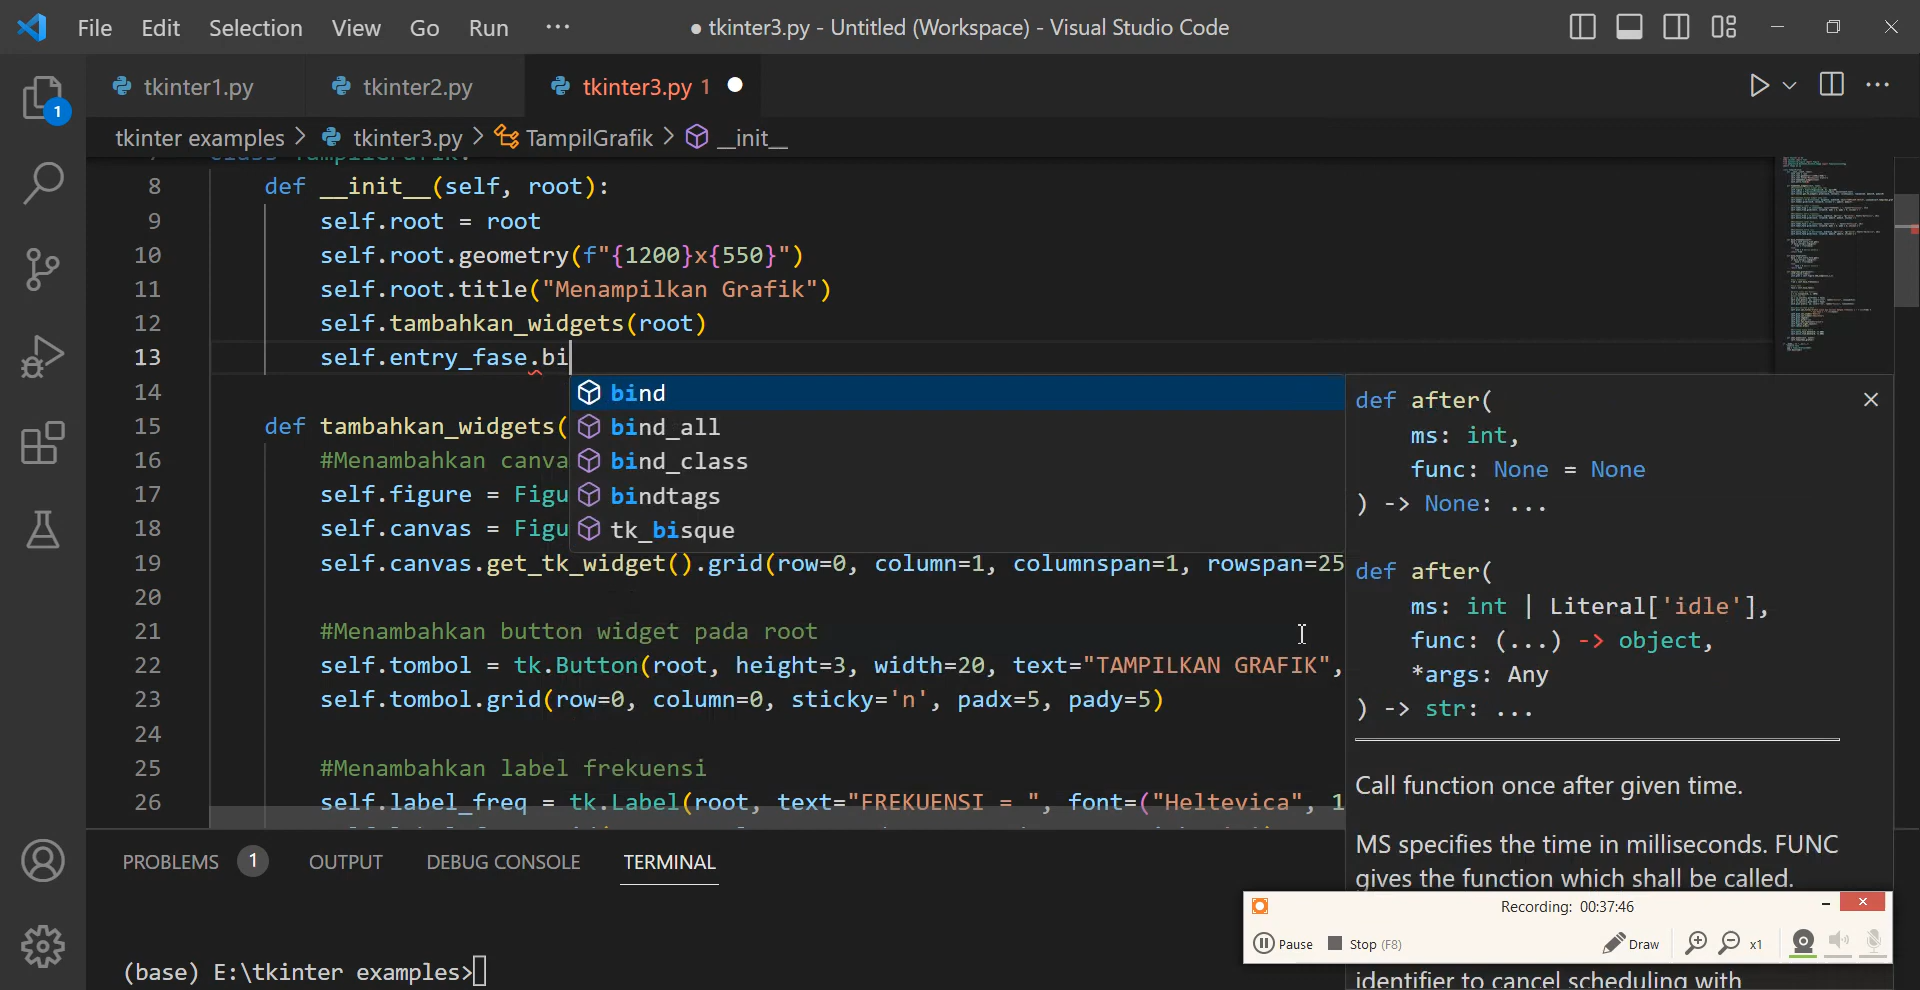 File Edit Selection View Go Run ··· ● tkinter3.py - Untitled (Workspace) - Visual Studio Code
1
tkinter1.py tkinter2.py tkinter3.py 1
tkinter examples > tkinter3.py > TampilGrafik > __init__
8 def __init__(self, root):
9 self.root = root
10 self.root.geometry(f"{1200}x{550}")
11 self.root.title("Menampilkan Grafik")
12 self.tambahkan_widgets(root)
13 self.entry_fase.bi
14
15 def tambahkan_widgets(
16 #Menambahkan canva
17 self.figure = Figu
18 self.canvas = Figu
19 self.canvas.get_tk_widget().grid(row=0, column=1, columnspan=1, rowspan=25
20
21 #Menambahkan button widget pada root
22 self.tombol = tk.Button(root, height=3, width=20, text="TAMPILKAN GRAFIK",
23 self.tombol.grid(row=0, column=0, sticky='n', padx=5, pady=5)
24
25 #Menambahkan label frekuensi
26 self.label_freq = tk.Label(root, text="FREKUENSI = ", font=("Heltevica", 1
bind
bind_all
bind_class
bindtags
tk_bisque
def after(
ms: int,
func: None = None
) -> None: ...
def after(
ms: int | Literal['idle'],
func: (...) -> object,
*args: Any
) -> str: ...
Call function once after given time.
MS specifies the time in milliseconds. FUNC
gives the function which shall be called.
identifier to cancel scheduling with
PROBLEMS 1 OUTPUT DEBUG CONSOLE TERMINAL
(base) E:\tkinter examples>
Recording: 00:37:46
Pause Stop (F8) Draw x1